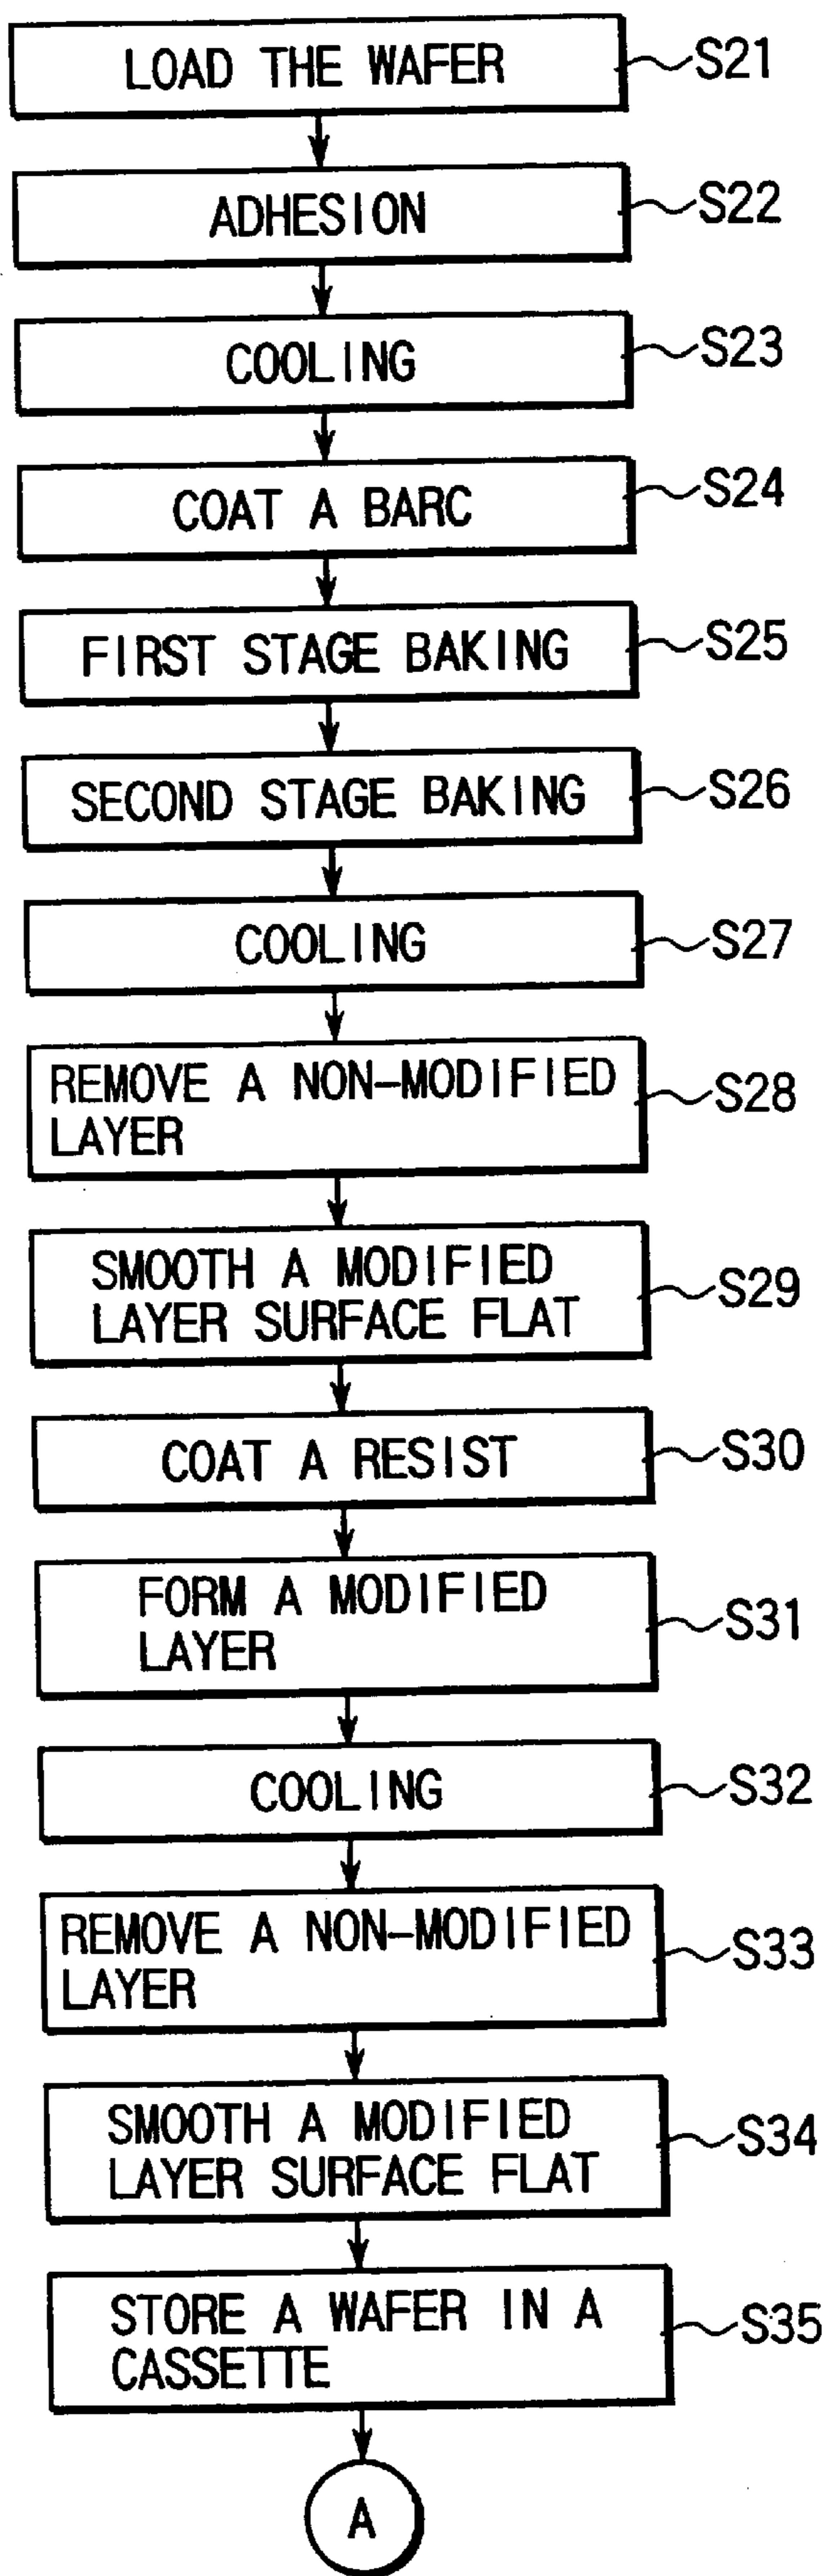 LOAD THE WAFER
S21
ADHESION
S22
COOLING
S23
COAT A BARC
S24
FIRST STAGE BAKING
S25
SECOND STAGE BAKING
S26
COOLING
S27
REMOVE A NON-MODIFIED
LAYER
S28
SMOOTH A MODIFIED
LAYER SURFACE FLAT
S29
COAT A RESIST
S30
FORM A MODIFIED
LAYER
S31
COOLING
S32
REMOVE A NON-MODIFIED
LAYER
S33
SMOOTH A MODIFIED
LAYER SURFACE FLAT
S34
STORE A WAFER IN A
CASSETTE
S35
A